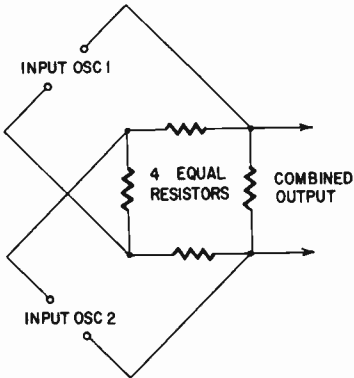 INPUT OSC 1
4 EQUAL
RESISTORS
COMBINED
OUTPUT
INPUT OSC 2